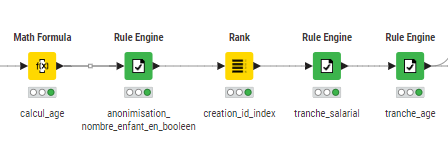 Math Formula
Rule Engine
Rank
Rule Engine
Rule Engine
f(x)
calcul_age
anonimisation_
nombre_enfant_en_booleen
creation_id_index
tranche_salarial
tranche_age